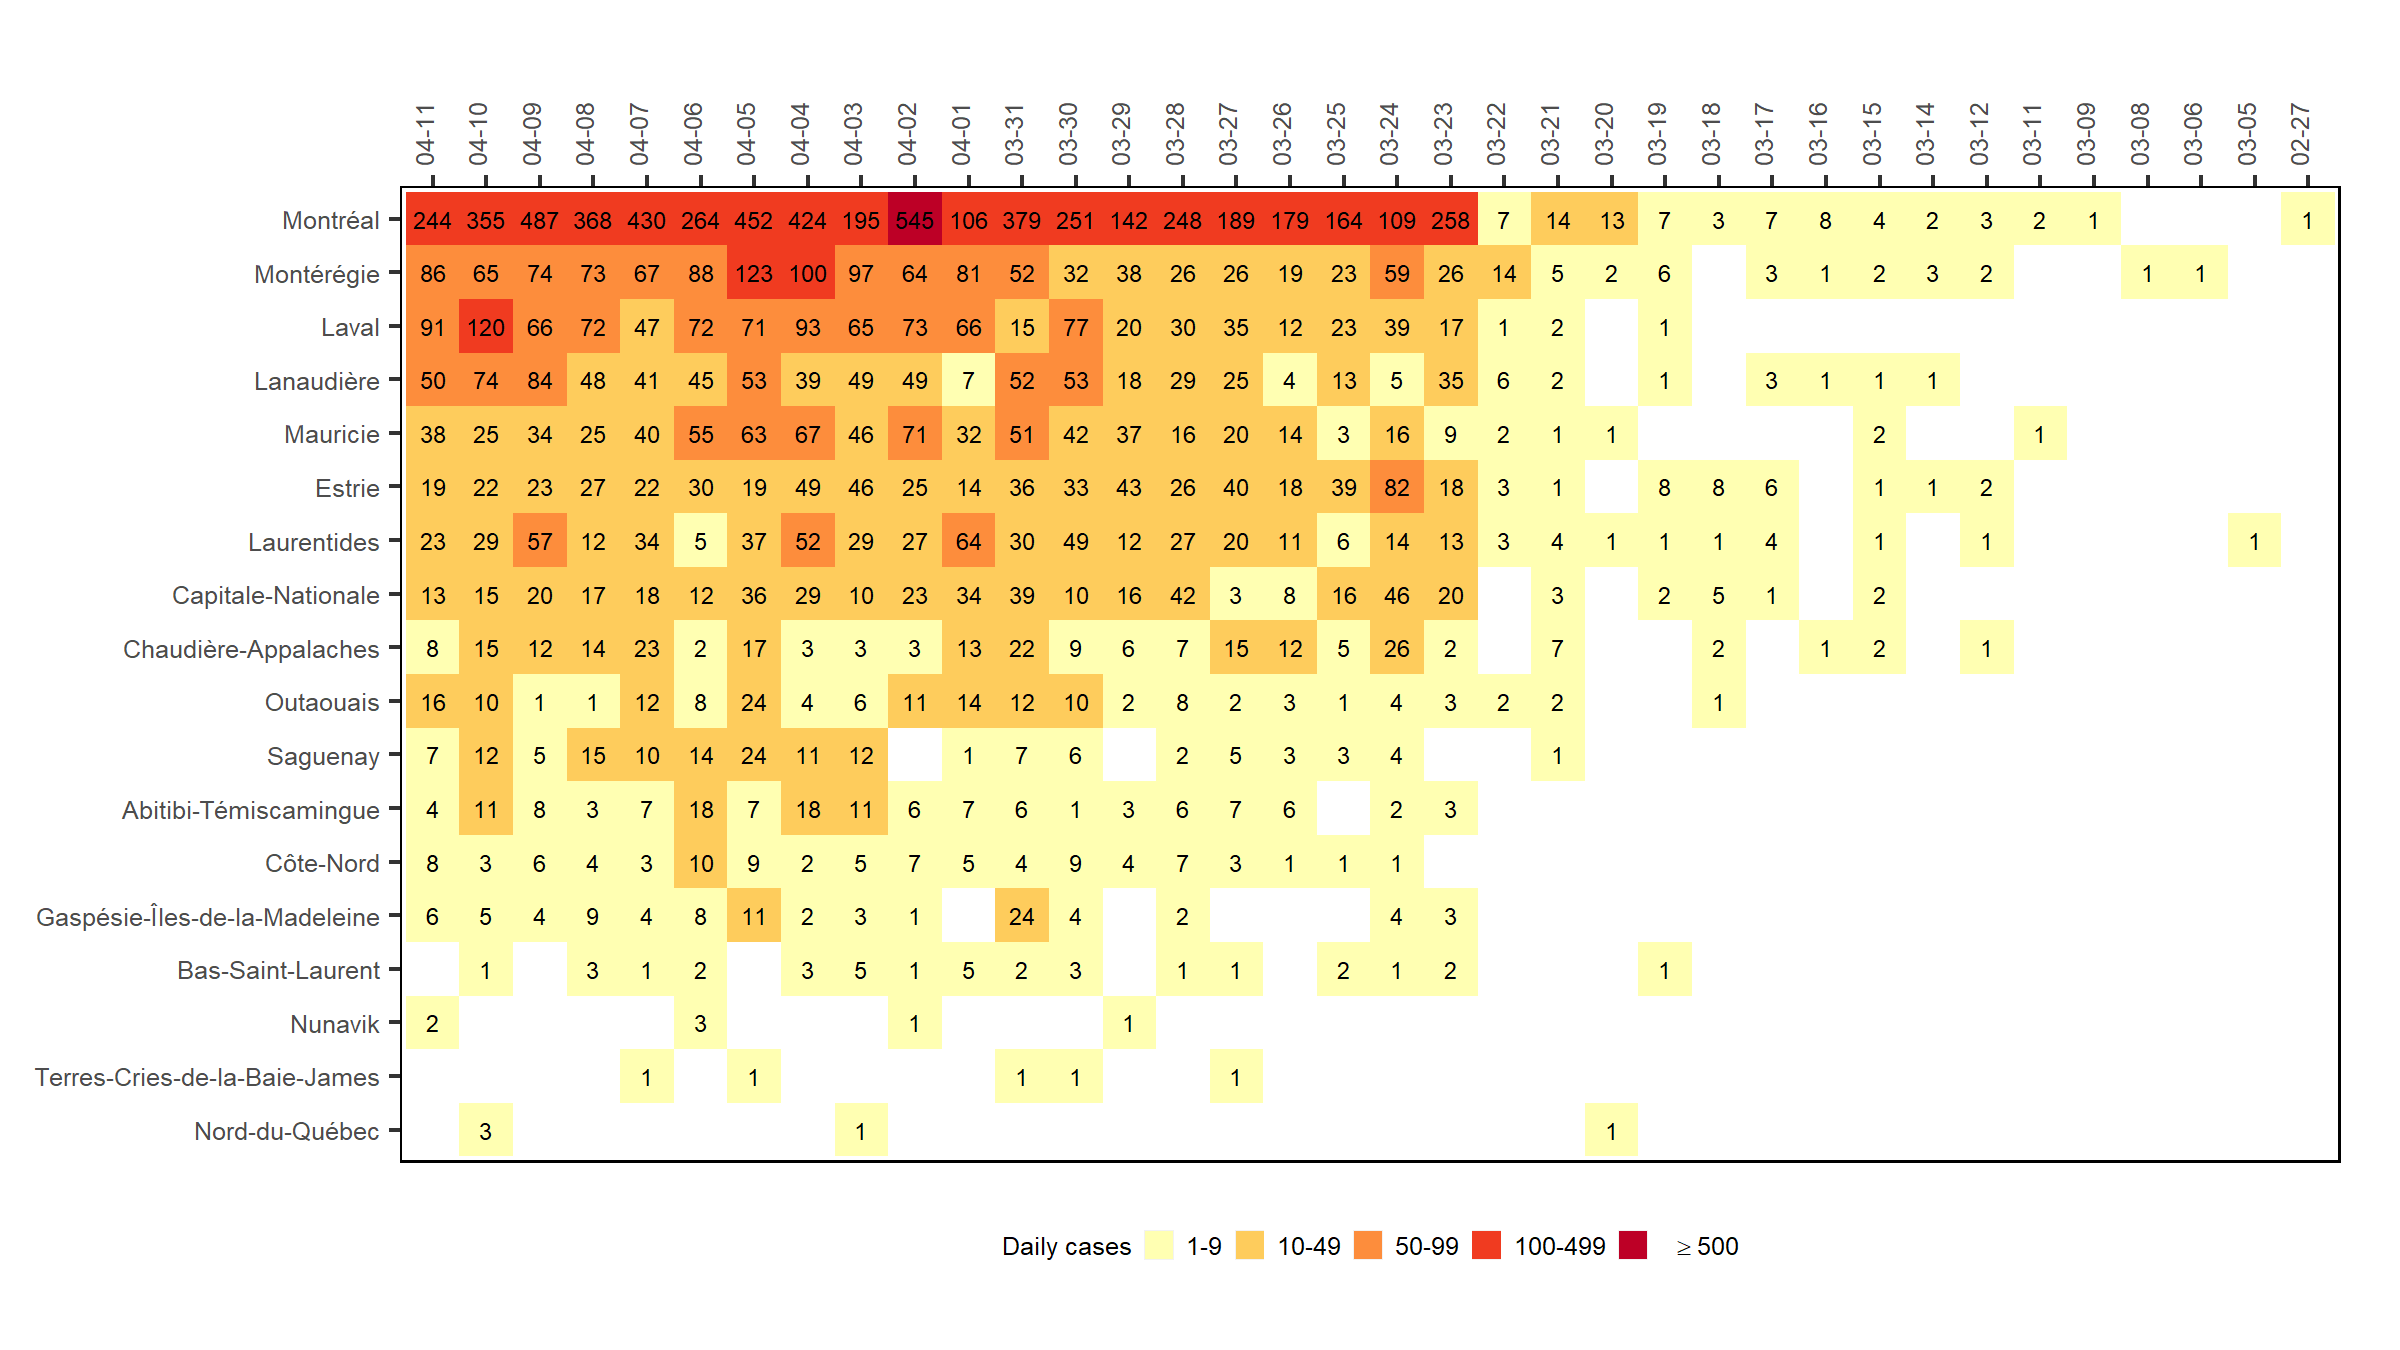 04-11 04-10 04-09 04-08 04-07 04-06 04-05 04-04 04-03 04-02 04-01 03-31 03-30 03-29 03-28 03-27 03-26 03-25 03-24 03-23 03-22 03-21 03-20 03-19 03-18 03-17 03-16 03-15 03-14 03-12 03-11 03-09 03-08 03-06 03-05 02-27
Montréal 244 355 487 368 430 264 452 424 195 545 106 379 251 142 248 189 179 164 109 258 7 14 13 7 3 7 8 4 2 3 2 1 1
Montérégie 86 65 74 73 67 88 123 100 97 64 81 52 32 38 26 26 19 23 59 26 14 5 2 6 3 1 2 3 2 1 1
Laval 91 120 66 72 47 72 71 93 65 73 66 15 77 20 30 35 12 23 39 17 1 2 1
Lanaudière 50 74 84 48 41 45 53 39 49 49 7 52 53 18 29 25 4 13 5 35 6 2 1 3 1 1 1
Mauricie 38 25 34 25 40 55 63 67 46 71 32 51 42 37 16 20 14 3 16 9 2 1 1 2 1
Estrie 19 22 23 27 22 30 19 49 46 25 14 36 33 43 26 40 18 39 82 18 3 1 8 8 6 1 1 2
Laurentides 23 29 57 12 34 5 37 52 29 27 64 30 49 12 27 20 11 6 14 13 3 4 1 1 1 4 1 1 1
Capitale-Nationale 13 15 20 17 18 12 36 29 10 23 34 39 10 16 42 3 8 16 46 20 3 2 5 1 2
Chaudière-Appalaches 8 15 12 14 23 2 17 3 3 3 13 22 9 6 7 15 12 5 26 2 7 2 1 2 1
Outaouais 16 10 1 1 12 8 24 4 6 11 14 12 10 2 8 2 3 1 4 3 2 2 1
Saguenay 7 12 5 15 10 14 24 11 12 1 7 6 2 5 3 3 4 1
Abitibi-Témiscamingue 4 11 8 3 7 18 7 18 11 6 7 6 1 3 6 7 6 2 3
Côte-Nord 8 3 6 4 3 10 9 2 5 7 5 4 9 4 7 3 1 1 1
Gaspésie-Îles-de-la-Madeleine 6 5 4 9 4 8 11 2 3 1 24 4 2 4 3
Bas-Saint-Laurent 1 3 1 2 3 5 1 5 2 3 1 1 2 1 2 1
Nunavik 2 3 1 1
Terres-Cries-de-la-Baie-James 1 1 1 1 1
Nord-du-Québec 3 1 1
Daily cases 1-9 10-49 50-99 100-499 ≥ 500